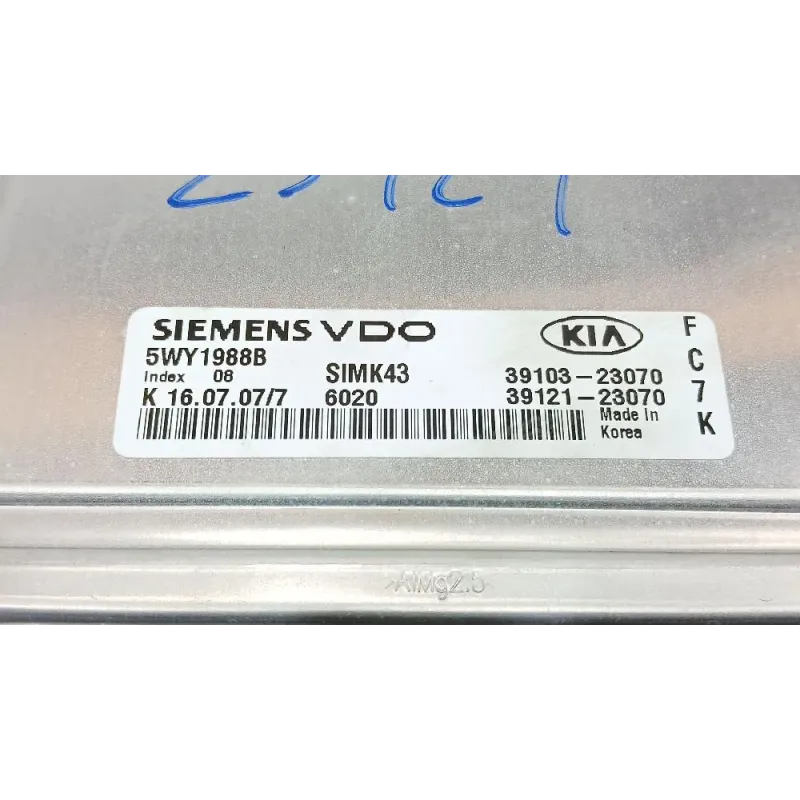 SIEMENS VDO KIA
5WY1988B
Index 08 SIMK43 39103-23070
K 16.07.07/7 6020 39121-23070
Made In
Korea
F
C
7
K
>AlMg2.5<